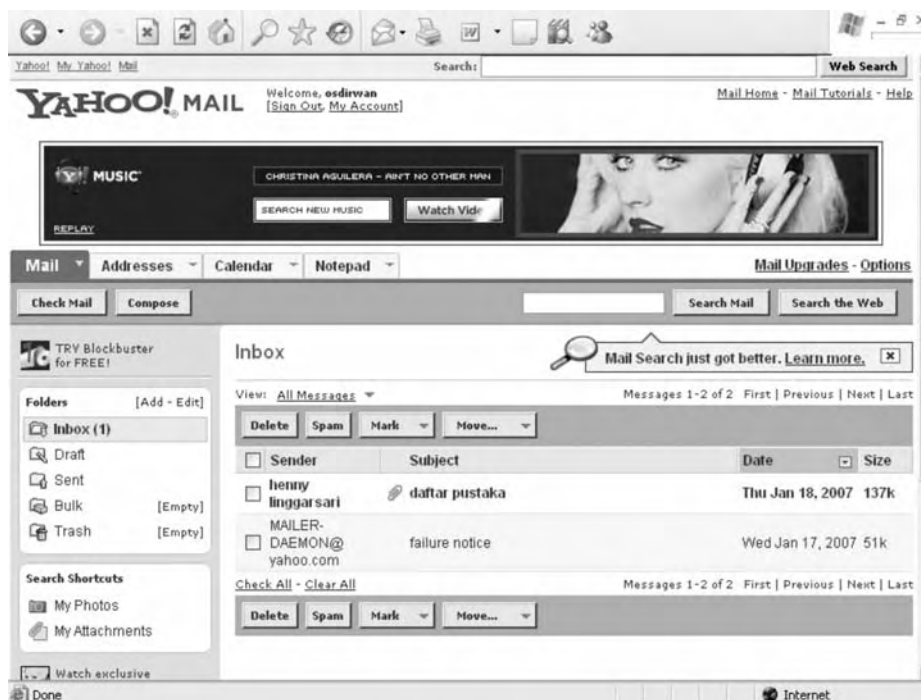 Yahoo! My Yahoo! Mail Search: Web Search
YAHOO! MAIL
Welcome, osdirwan
[Sign Out, My Account]
Mail Home - Mail Tutorials - Help
Y! MUSIC
CHRISTINA AGUILERA - AIN'T NO OTHER MAN
SEARCH NEW MUSIC Watch Vide
REPLAY
Mail Addresses Calendar Notepad Mail Upgrades - Options
Check Mail Compose Search Mail Search the Web
TRY Blockbuster
for FREE!
Folders [Add - Edit]
Inbox (1)
Draft
Sent
Bulk [Empty]
Trash [Empty]
Search Shortcuts
My Photos
My Attachments
Watch exclusive
Inbox
Mail Search just got better. Learn more.
View: All Messages Messages 1-2 of 2 First | Previous | Next | Last
Delete Spam Mark Move...
Sender Subject Date Size
henny
linggarsari daftar pustaka Thu Jan 18, 2007 137k
MAILER-
DAEMON@ failure notice Wed Jan 17, 2007 51k
yahoo.com
Check All - Clear All Messages 1-2 of 2 First | Previous | Next | Last
Delete Spam Mark Move...
Done Internet